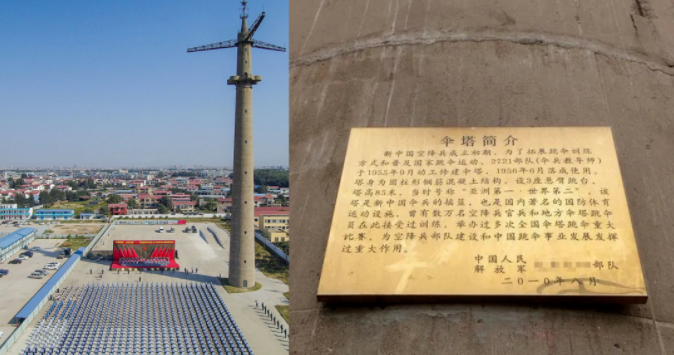 伞塔简介
新中国空降兵成立初期，为了拓展跳伞训练
方式和普及国家跳伞运动，2721部队（伞兵教导师）
于1955年9月动工修建伞塔，1956年6月落成使用。
塔身为圆柱形钢筋混凝土结构，设3座悬臂跳台，
塔高85米，当时号称“亚洲第一，世界第二”。该
塔是新中国伞兵的摇篮，也是国内著名的国防体育
运动设施，曾有数万名空降兵官兵和地方伞塔跳伞
员在此接受过训练，举办过多次全国伞塔跳伞重大
比赛，为空降兵部队建设和中国跳伞事业发展发挥
过重大作用。
中国人民
解放军 部队
二〇一〇年八月